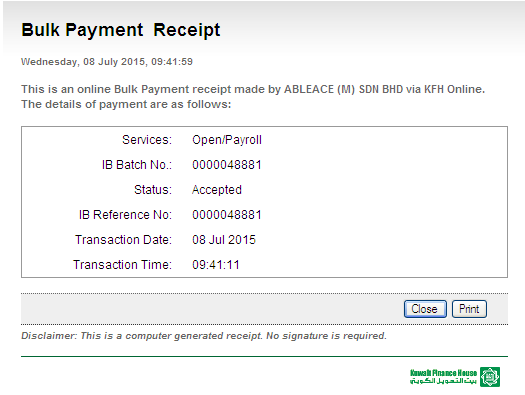 Bulk Payment  Receipt
Wednesday, 08 July 2015, 09:41:59
This is an online Bulk Payment receipt made by ABLEACE (M) SDN BHD via KFH Online.
The details of payment are as follows:
Services: Open/Payroll
IB Batch No.: 0000048881
Status: Accepted
IB Reference No: 0000048881
Transaction Date: 08 Jul 2015
Transaction Time: 09:41:11
Close Print
Disclaimer: This is a computer generated receipt. No signature is required.
Kuwait Finance House
بيت التمويل الكويتي